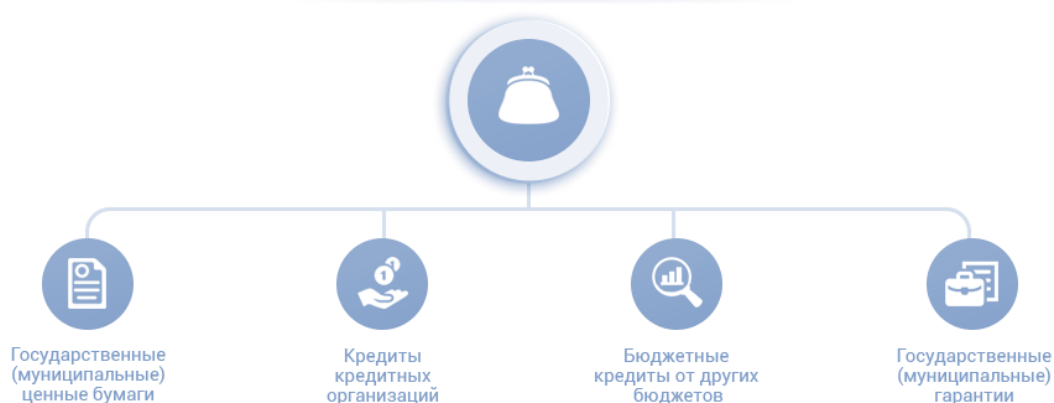 Государственные
(муниципальные)
ценные бумаги
Кредиты
кредитных
организаций
Бюджетные
кредиты от других
бюджетов
Государственные
(муниципальные)
гарантии